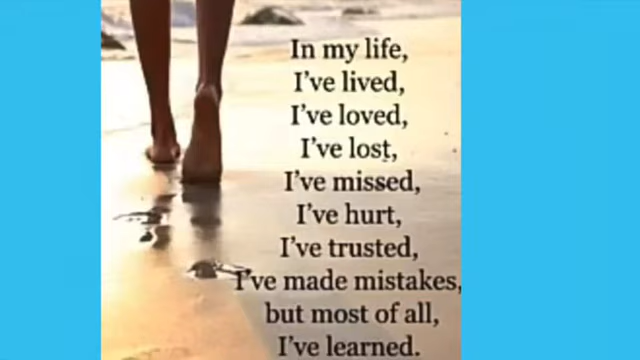 In my life,
I've lived,
I've loved,
I've lost,
I've missed,
I've hurt,
I've trusted,
I've made mistakes,
but most of all,
I've learned.